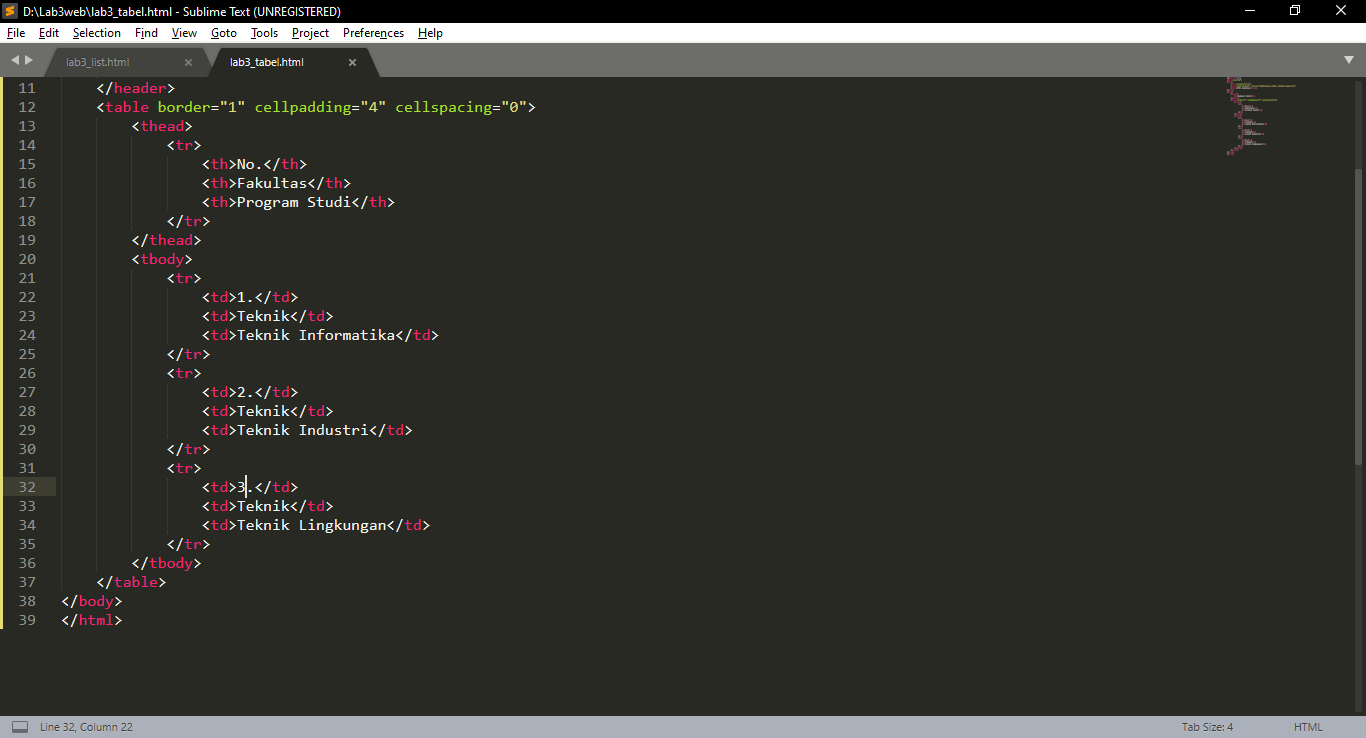 D:\Lab3web\lab3_tabel.html - Sublime Text (UNREGISTERED)
File Edit Selection Find View Goto Tools Project Preferences Help
lab3_list.html × lab3_tabel.html ×
11 </header>
12 <table border="1" cellpadding="4" cellspacing="0">
13 <thead>
14 <tr>
15 <th>No.</th>
16 <th>Fakultas</th>
17 <th>Program Studi</th>
18 </tr>
19 </thead>
20 <tbody>
21 <tr>
22 <td>1.</td>
23 <td>Teknik</td>
24 <td>Teknik Informatika</td>
25 </tr>
26 <tr>
27 <td>2.</td>
28 <td>Teknik</td>
29 <td>Teknik Industri</td>
30 </tr>
31 <tr>
32 <td>3.</td>
33 <td>Teknik</td>
34 <td>Teknik Lingkungan</td>
35 </tr>
36 </tbody>
37 </table>
38 </body>
39 </html>
Line 32, Column 22 Tab Size: 4 HTML